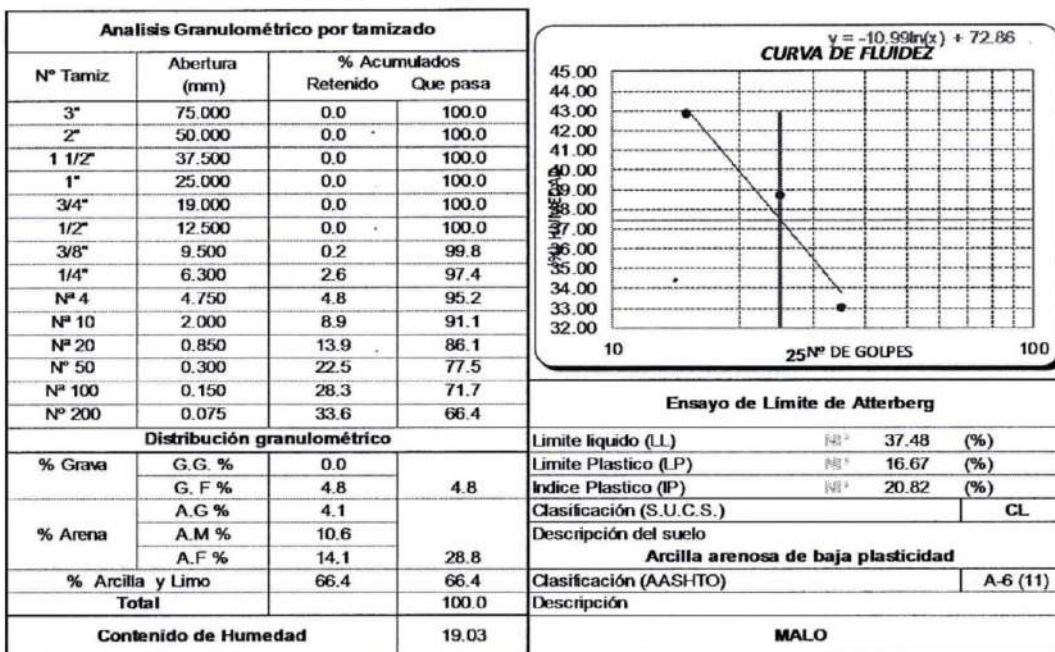 Analisis Granulométrico por tamizado
Nº Tamiz Abertura (mm) % Acumulados
Retenido Que pasa
3" 75.000 0.0 100.0
2" 50.000 0.0 100.0
1 1/2" 37.500 0.0 100.0
1" 25.000 0.0 100.0
3/4" 19.000 0.0 100.0
1/2" 12.500 0.0 100.0
3/8" 9.500 0.2 99.8
1/4" 6.300 2.6 97.4
Nª 4 4.750 4.8 95.2
Nª 10 2.000 8.9 91.1
Nª 20 0.850 13.9 86.1
Nº 50 0.300 22.5 77.5
Nª 100 0.150 28.3 71.7
Nº 200 0.075 33.6 66.4
Distribución granulométrico
% Grava G.G. % 0.0
G. F % 4.8 4.8
% Arena A.G % 4.1
A.M % 10.6
A.F % 14.1 28.8
% Arcilla y Limo 66.4 66.4
Total 100.0
Contenido de Humedad 19.03
y = -10.99ln(x) + 72.86
CURVA DE FLUIDEZ
45.00
44.00
43.00
42.00
41.00
40.00
39.00
38.00
37.00
36.00
35.00
34.00
33.00
32.00
% HUMEDAD
10 25 Nº DE GOLPES 100
Ensayo de Límite de Atterberg
Limite liquido (LL) 37.48 (%)
Limite Plastico (LP) 16.67 (%)
Indice Plastico (IP) 20.82 (%)
Clasificación (S.U.C.S.) CL
Descripción del suelo
Arcilla arenosa de baja plasticidad
Clasificación (AASHTO) A-6 (11)
Descripción
MALO